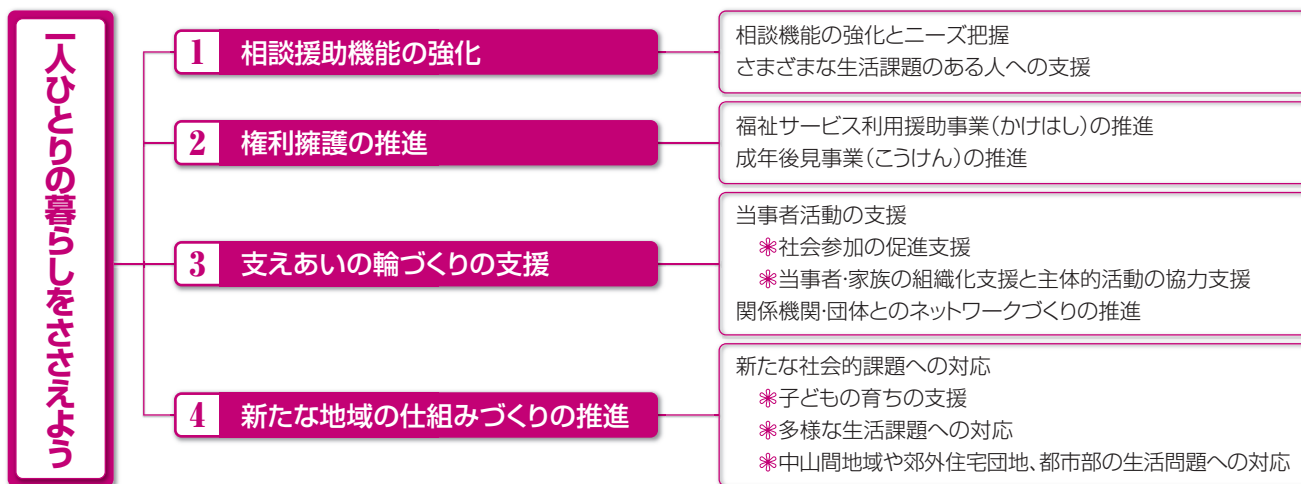 一人ひとりの暮らしをささえよう
1 相談援助機能の強化
相談機能の強化とニーズ把握
さまざまな生活課題のある人への支援
2 権利擁護の推進
福祉サービス利用援助事業(かけはし)の推進
成年後見事業(こうけん)の推進
3 支えあいの輪づくりの支援
当事者活動の支援
＊社会参加の促進支援
＊当事者・家族の組織化支援と主体的活動の協力支援
関係機関・団体とのネットワークづくりの推進
4 新たな地域の仕組みづくりの推進
新たな社会的課題への対応
＊子どもの育ちの支援
＊多様な生活課題への対応
＊中山間地域や郊外住宅団地、都市部の生活問題への対応